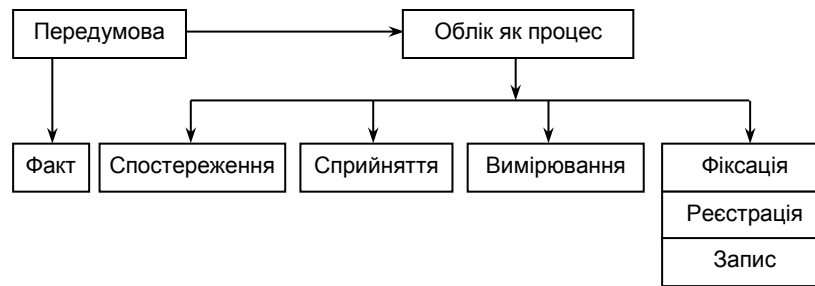 Передумова
Облік як процес
Факт
Спостереження
Сприйняття
Вимірювання
Фіксація
Реєстрація
Запис